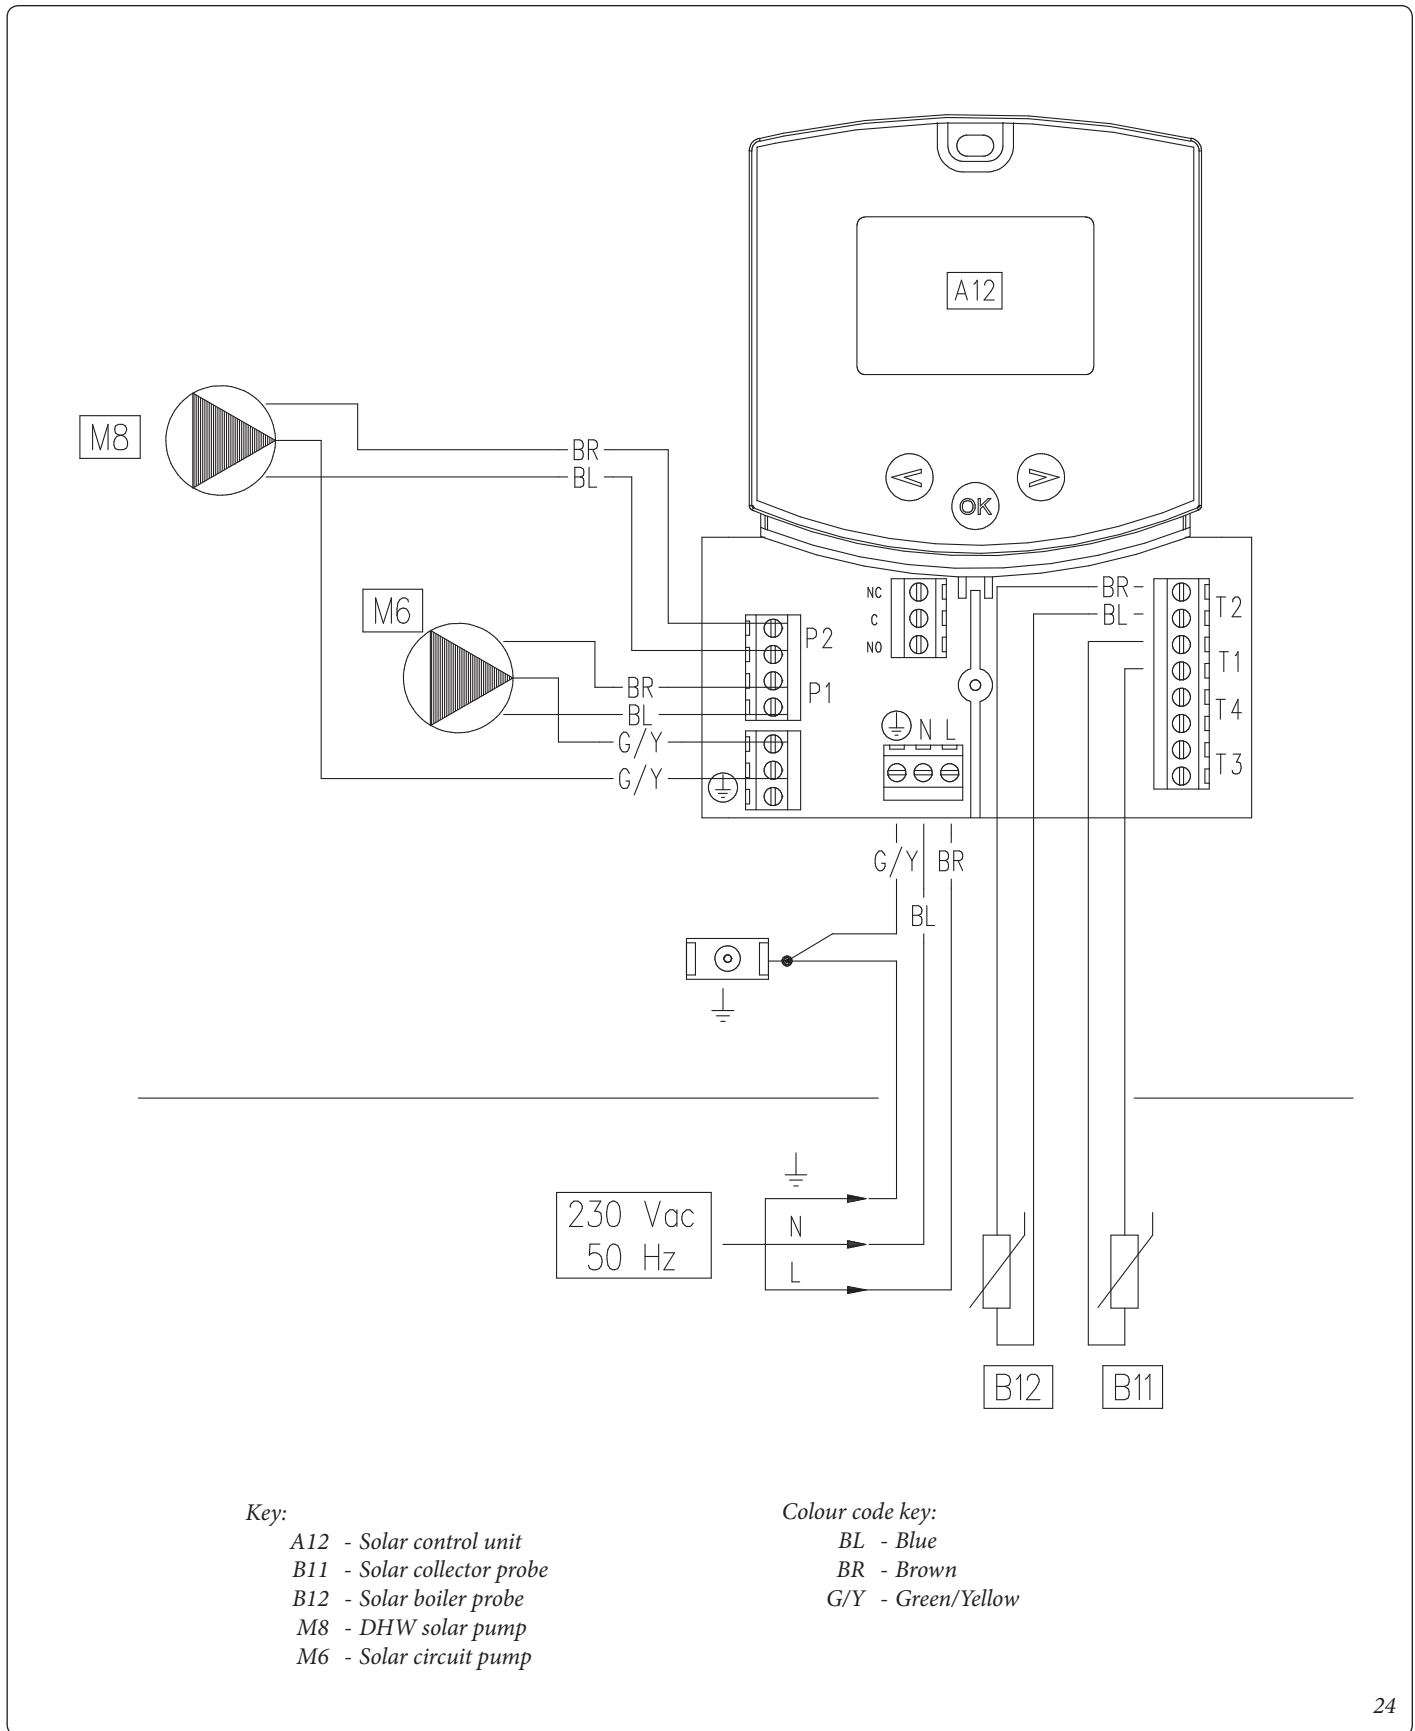 A12
M8
BR
BL
OK
M6
NC
C
NO
BR
BL
T2
T1
T4
T3
P2
P1
BR
BL
G/Y
G/Y
N L
G/Y BR
BL
230 Vac
50 Hz
N
L
B12
B11
Key:
A12 - Solar control unit
B11 - Solar collector probe
B12 - Solar boiler probe
M8 - DHW solar pump
M6 - Solar circuit pump
Colour code key:
BL - Blue
BR - Brown
G/Y - Green/Yellow
24